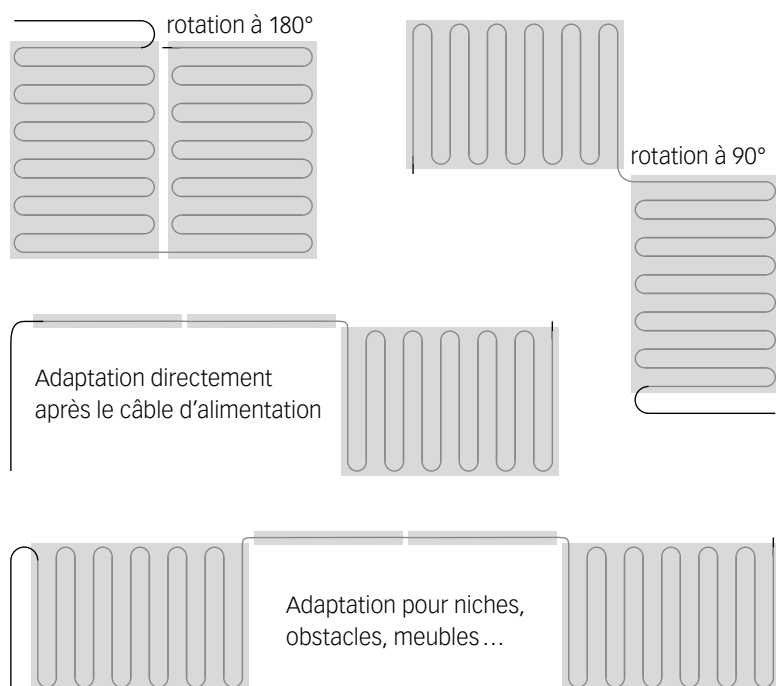 rotation à 180°
rotation à 90°
Adaptation directement
après le câble d’alimentation
Adaptation pour niches,
obstacles, meubles…